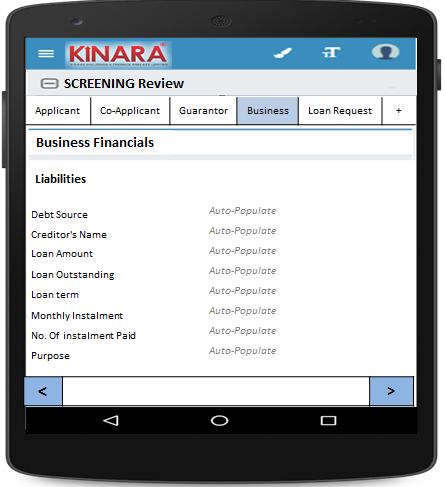 KINARA
SCREENING Review
Applicant Co-Applicant Guarantor Business Loan Request +
Business Financials
Liabilities
Debt Source Auto-Populate
Creditor's Name Auto-Populate
Loan Amount Auto-Populate
Loan Outstanding Auto-Populate
Loan term Auto-Populate
Monthly Instalment Auto-Populate
No. Of instalment Paid Auto-Populate
Purpose Auto-Populate
< >